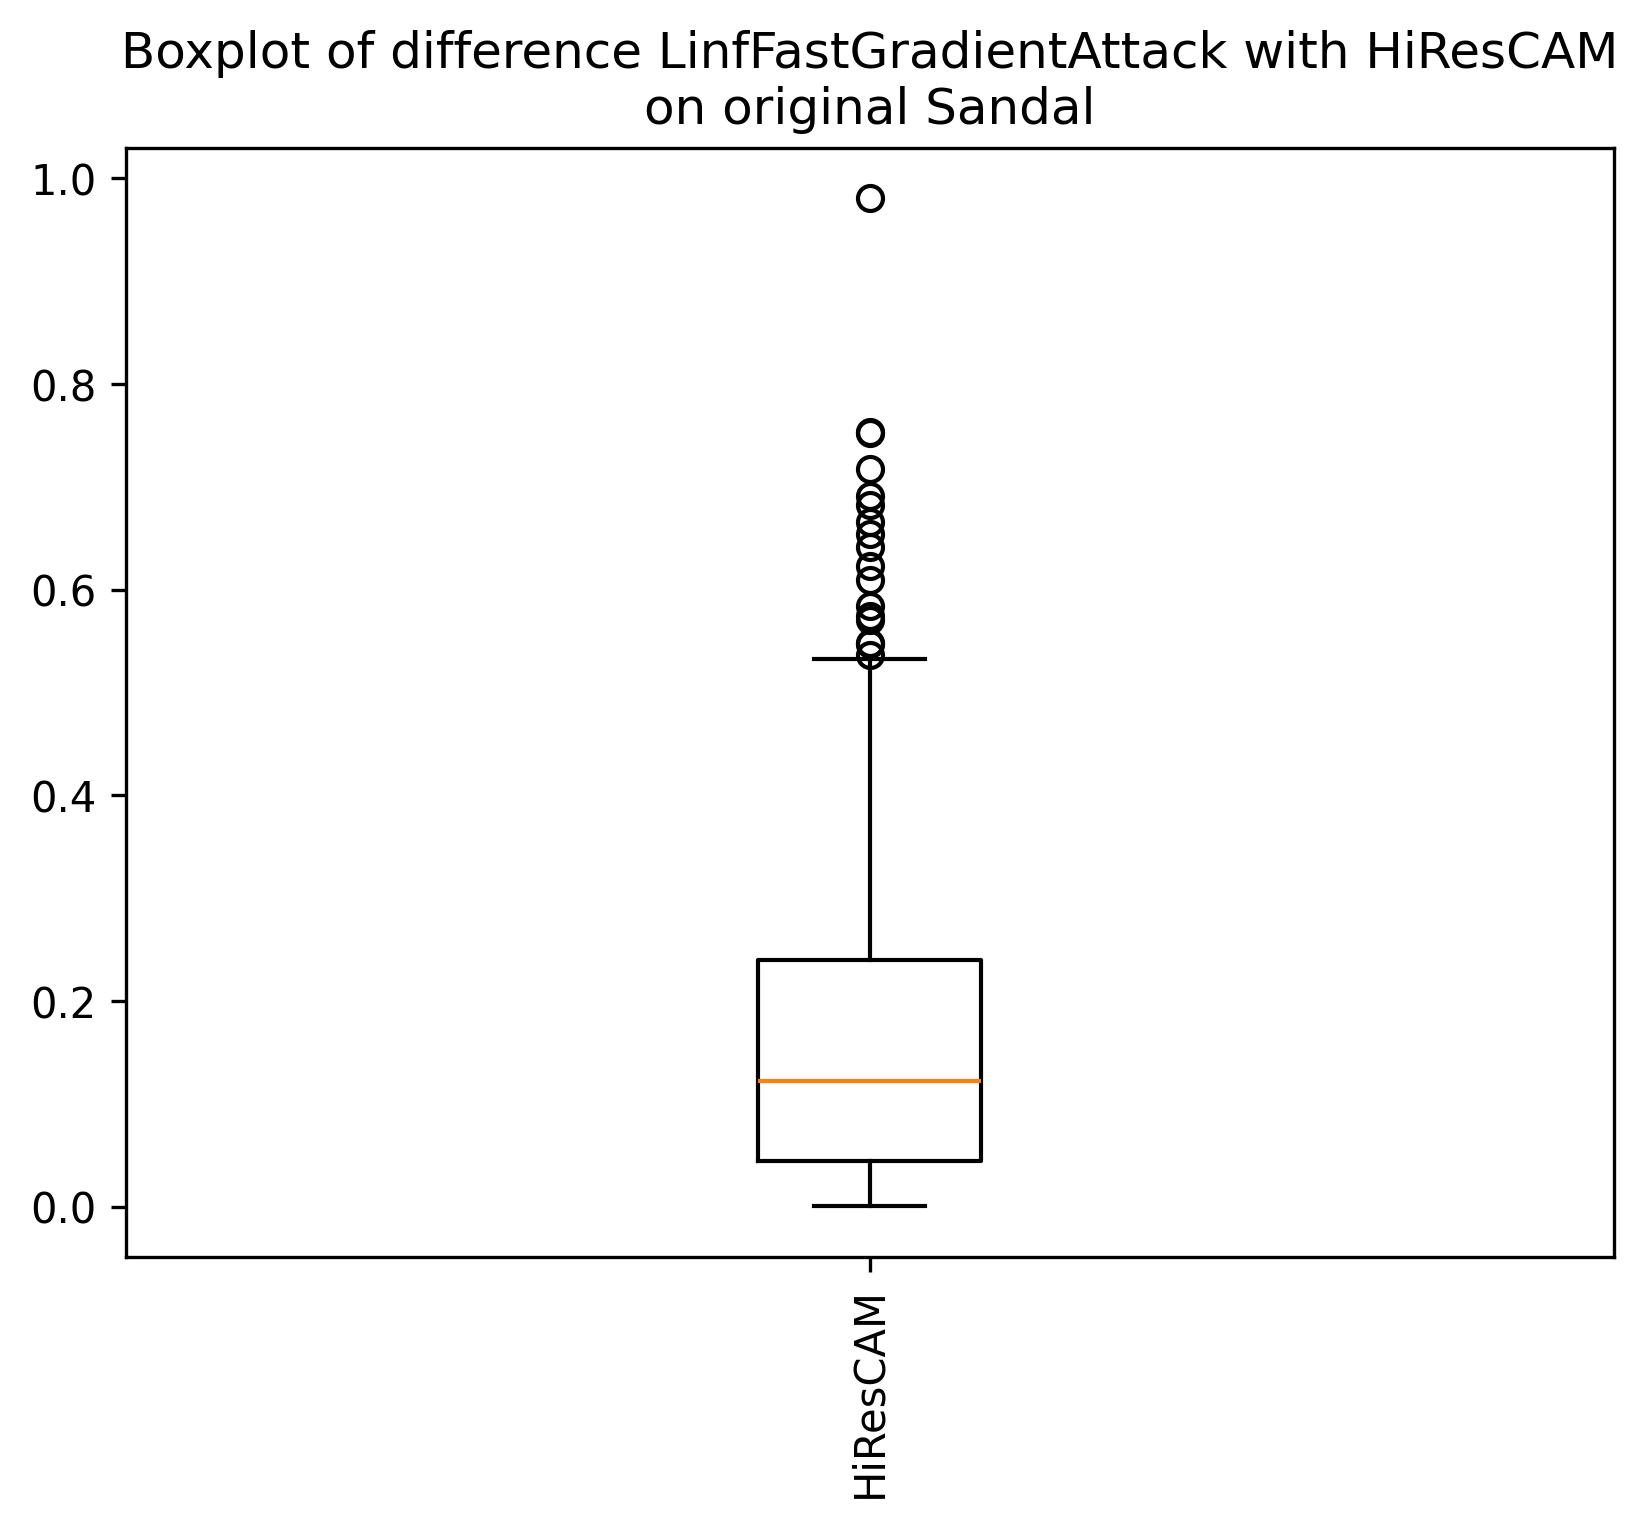 Boxplot of difference LinfFastGradientAttack with HiResCAM
on original Sandal
1.0
0.8
0.6
0.4
0.2
0.0
HiResCAM